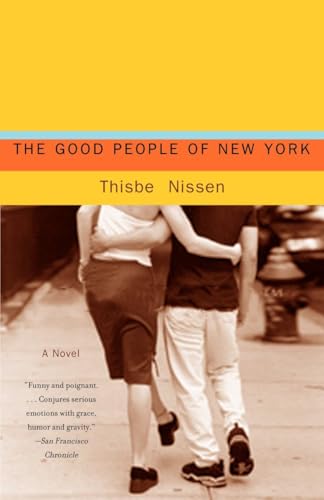 THE GOOD PEOPLE OF NEW YORK
Thisbe Nissen
A Novel
"Funny and poignant.
. . . Conjures serious
emotions with grace,
humor and gravity."
—San Francisco
Chronicle